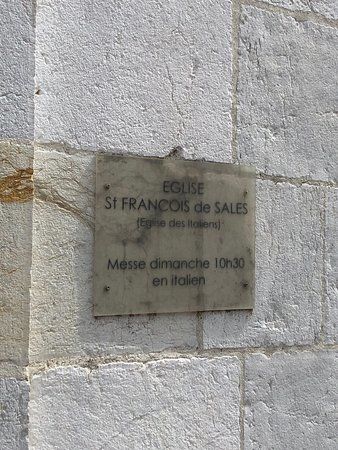 EGLISE
St FRANCOIS de SALES
(Eglise des Italiens)
Messe dimanche 10h30
en italien